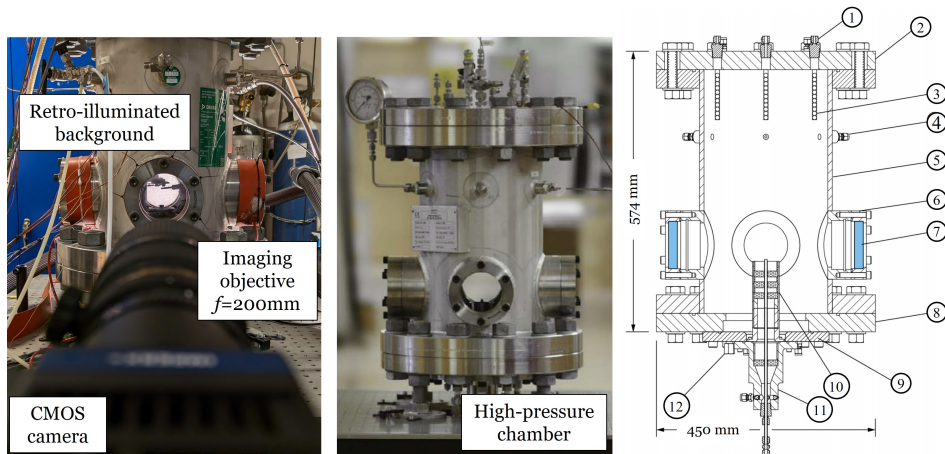 Retro-illuminated
background
Imaging
objective
f=200mm
CMOS
camera
High-pressure
chamber
1
2
3
4
5
6
7
8
9
10
11
12
574 mm
450 mm